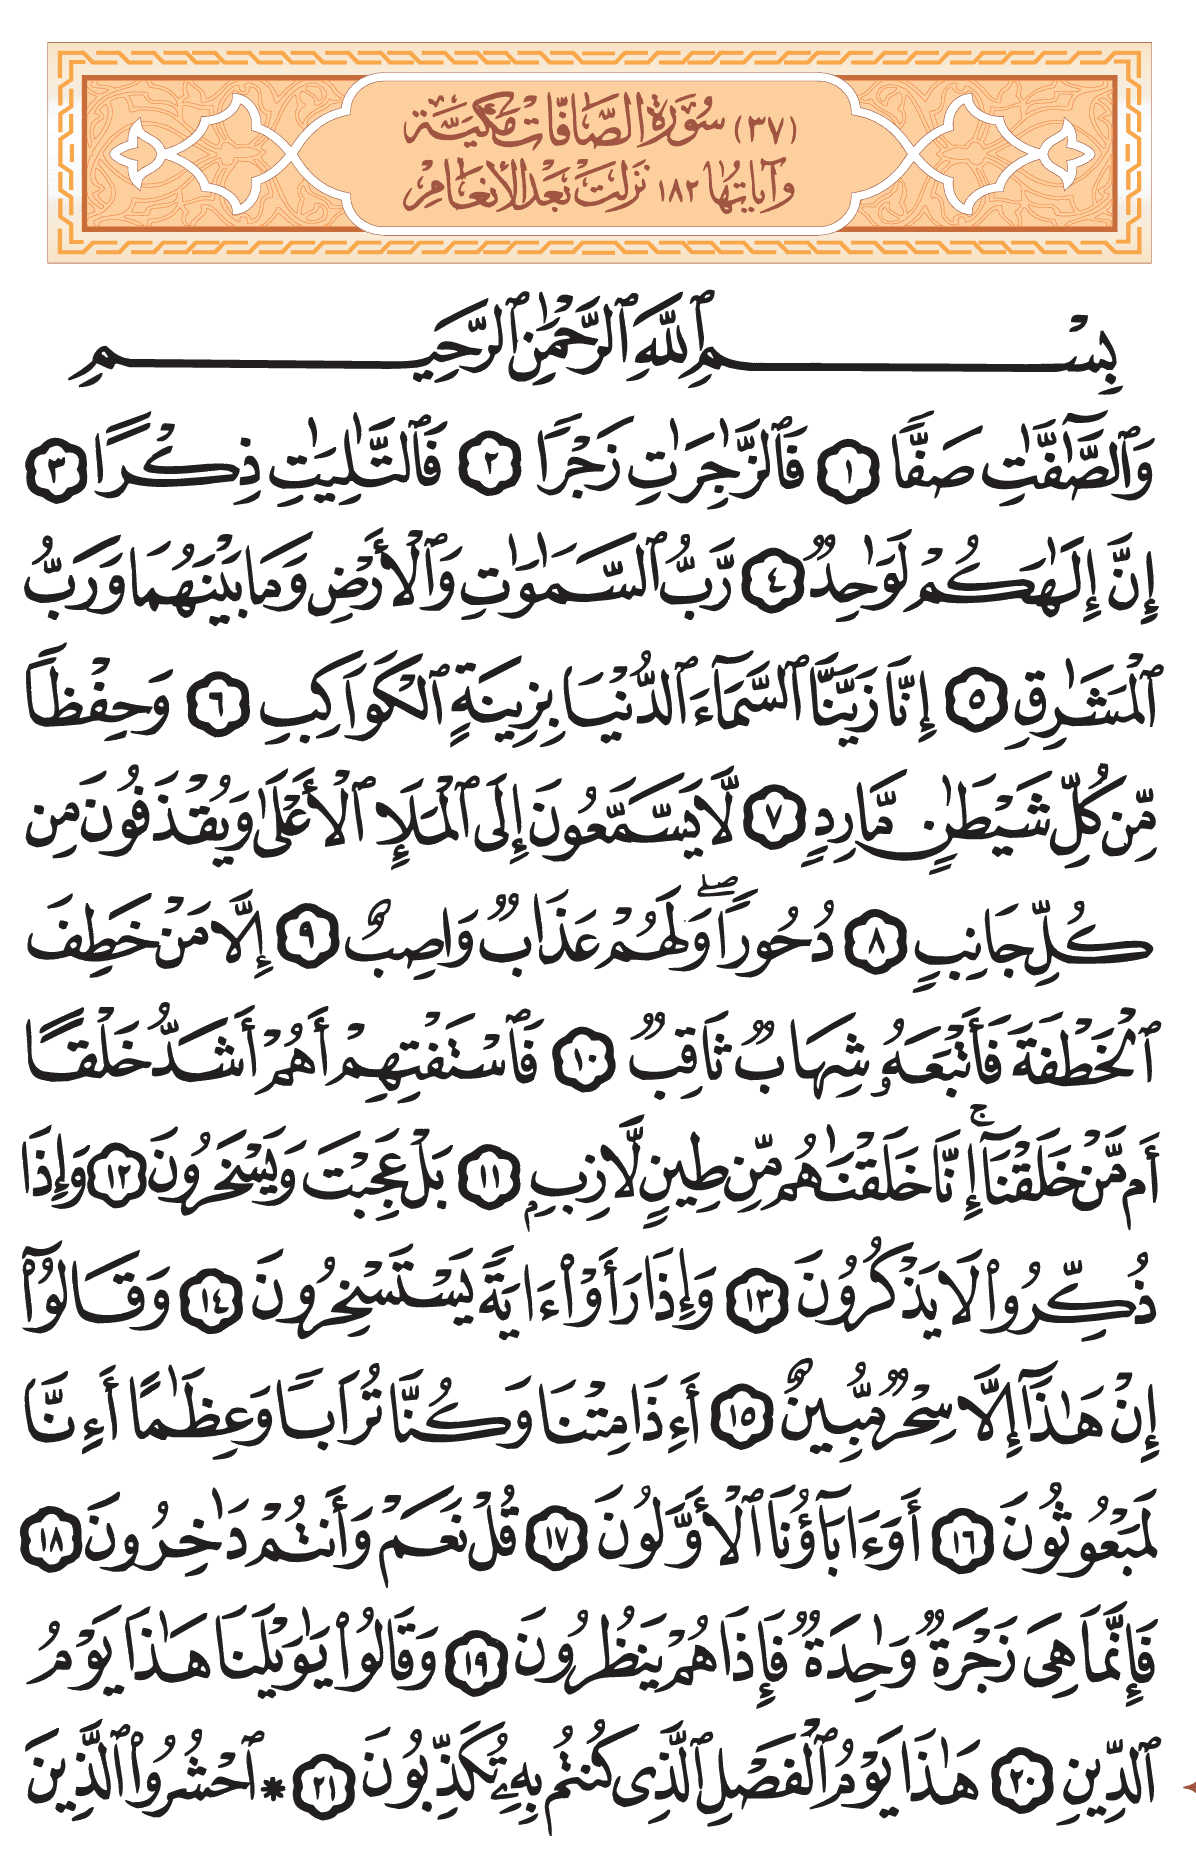 (٣٧) سُورَةُ الصَّافَّاتِ مَكِّيَّة
وَآيَاتُهَا ١٨٢ نَزَلَتْ بَعْدَ الأَنْعَامِ
بِسْمِ ٱللَّهِ ٱلرَّحْمَٰنِ ٱلرَّحِيمِ
وَٱلصَّٰٓفَّٰتِ صَفًّا ١ فَٱلزَّٰجِرَٰتِ زَجْرًا ٢ فَٱلتَّٰلِيَٰتِ ذِكْرًا ٣
إِنَّ إِلَٰهَكُمْ لَوَٰحِدٌ ٤ رَّبُّ ٱلسَّمَٰوَٰتِ وَٱلْأَرْضِ وَمَا بَيْنَهُمَا وَرَبُّ
ٱلْمَشَٰرِقِ ٥ إِنَّا زَيَّنَّا ٱلسَّمَآءَ ٱلدُّنْيَا بِزِينَةٍ ٱلْكَوَاكِبِ ٦ وَحِفْظًا
مِّن كُلِّ شَيْطَٰنٍ مَّارِدٍ ٧ لَّا يَسَّمَّعُونَ إِلَى ٱلْمَلَإِ ٱلْأَعْلَىٰ وَيُقْذَفُونَ مِن
كُلِّ جَانِبٍ ٨ دُحُورًا ۖ وَلَهُمْ عَذَابٌ وَاصِبٌ ٩ إِلَّا مَنْ خَطِفَ
ٱلْخَطْفَةَ فَأَتْبَعَهُۥ شِهَابٌ ثَاقِبٌ ١٠ فَٱسْتَفْتِهِمْ أَهُمْ أَشَدُّ خَلْقًا
أَم مَّنْ خَلَقْنَآ ۚ إِنَّا خَلَقْنَٰهُم مِّن طِينٍ لَّازِبٍۭ ١١ بَلْ عَجِبْتَ وَيَسْخَرُونَ ١٢ وَإِذَا
ذُكِّرُوا۟ لَا يَذْكُرُونَ ١٣ وَإِذَا رَأَوْا۟ ءَايَةً يَسْتَسْخِرُونَ ١٤ وَقَالُوٓا۟
إِنْ هَٰذَآ إِلَّا سِحْرٌ مُّبِينٌ ١٥ أَءِذَا مِتْنَا وَكُنَّا تُرَابًا وَعِظَٰمًا أَءِنَّا
لَمَبْعُوثُونَ ١٦ أَوَءَابَآؤُنَا ٱلْأَوَّلُونَ ١٧ قُلْ نَعَمْ وَأَنتُمْ دَٰخِرُونَ ١٨
فَإِنَّمَا هِىَ زَجْرَةٌ وَٰحِدَةٌ فَإِذَا هُمْ يَنظُرُونَ ١٩ وَقَالُوا۟ يَٰوَيْلَنَا هَٰذَا يَوْمُ
ٱلدِّينِ ٢٠ هَٰذَا يَوْمُ ٱلْفَصْلِ ٱلَّذِى كُنتُم بِهِۦ تُكَذِّبُونَ ٢١ * ٱحْشُرُوا۟ ٱلَّذِينَ